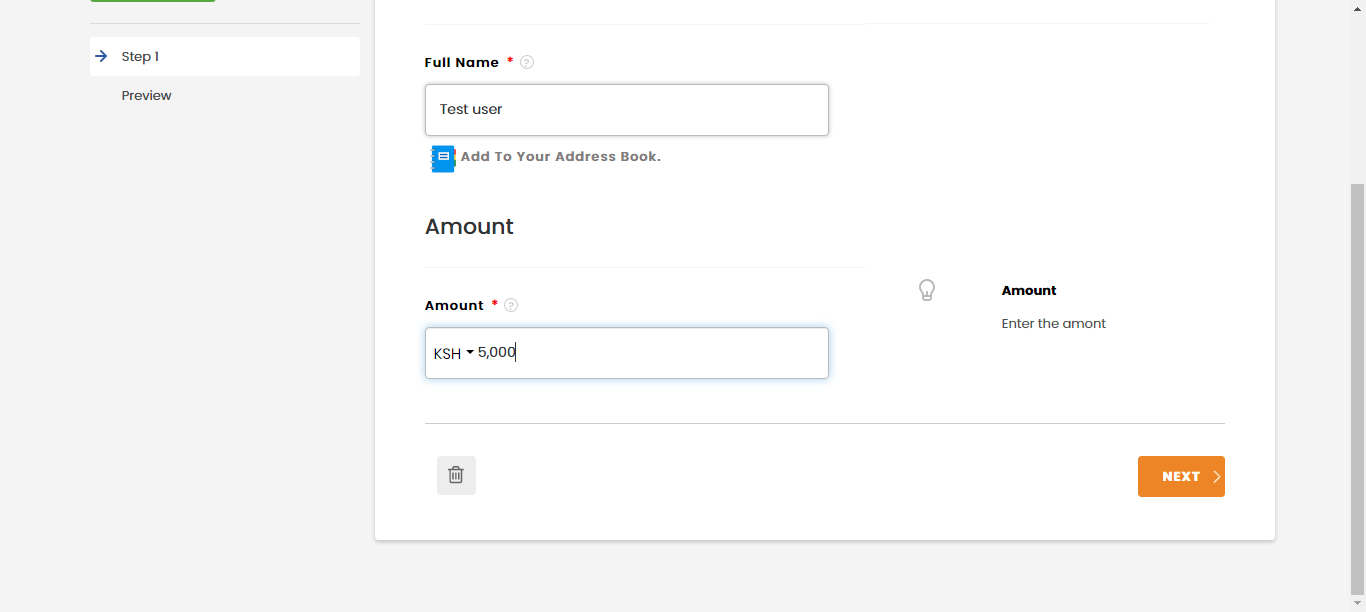 Step 1
Preview
Full Name * ?
Test user
Add To Your Address Book.
Amount
Amount * ?
KSH 5,000
Amount
Enter the amont
NEXT